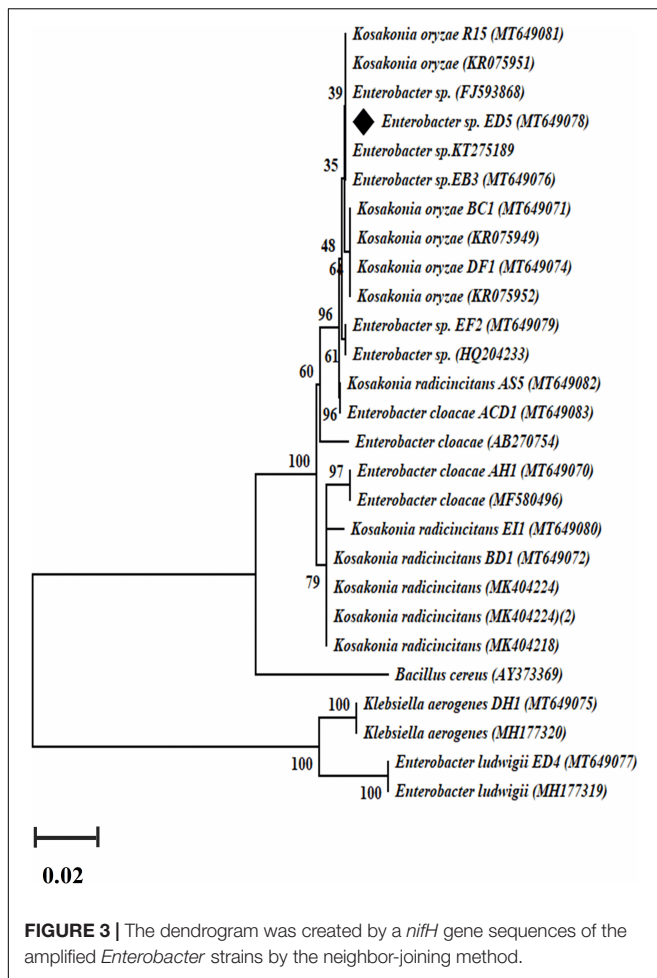 Kosakonia oryzae R15 (MT649081)
Kosakonia oryzae (KR075951)
39
Enterobacter sp. (FJ593868)
Enterobacter sp. ED5 (MT649078)
35
Enterobacter sp.KT275189
Enterobacter sp.EB3 (MT649076)
Kosakonia oryzae BC1 (MT649071)
48
Kosakonia oryzae (KR075949)
64
Kosakonia oryzae DF1 (MT649074)
Kosakonia oryzae (KR075952)
96
Enterobacter sp. EF2 (MT649079)
61
Enterobacter sp. (HQ204233)
60
Kosakonia radicincitans AS5 (MT649082)
96
Enterobacter cloacae ACD1 (MT649083)
Enterobacter cloacae (AB270754)
100
97
Enterobacter cloacae AH1 (MT649070)
Enterobacter cloacae (MF580496)
Kosakonia radicincitans EI1 (MT649080)
Kosakonia radicincitans BD1 (MT649072)
79
Kosakonia radicincitans (MK404224)
Kosakonia radicincitans (MK404224)(2)
Kosakonia radicincitans (MK404218)
Bacillus cereus (AY373369)
100
Klebsiella aerogenes DH1 (MT649075)
Klebsiella aerogenes (MH177320)
100
Enterobacter ludwigii ED4 (MT649077)
100
Enterobacter ludwigii (MH177319)
0.02
FIGURE 3 | The dendrogram was created by a nifH gene sequences of the
amplified Enterobacter strains by the neighbor-joining method.